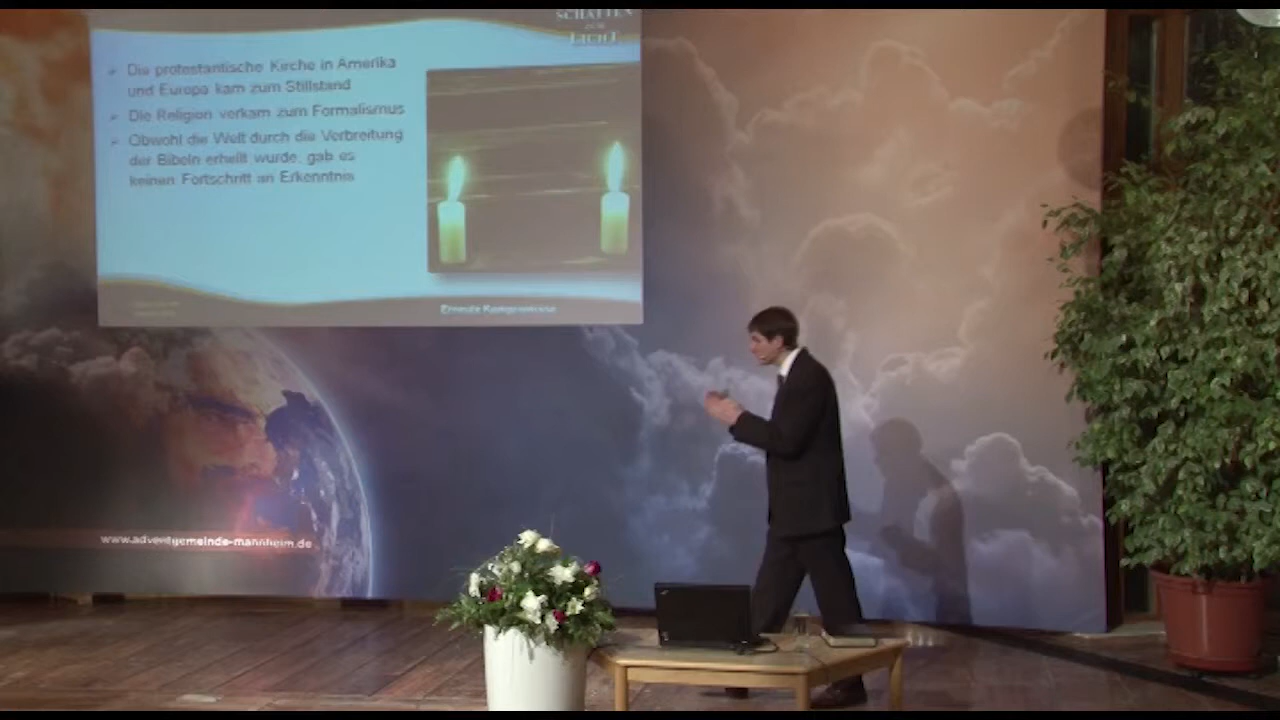 SCHATTEN
ZUM
LICHT
Die protestantische Kirche in Amerika
und Europa kam zum Stillstand
Die Religion verkam zum Formalismus
Obwohl die Welt durch die Verbreitung
der Bibeln erhellt wurde, gab es
keinen Fortschritt an Erkenntnis
Erneute Kompromisse
www.adventgemeinde-mannheim.de